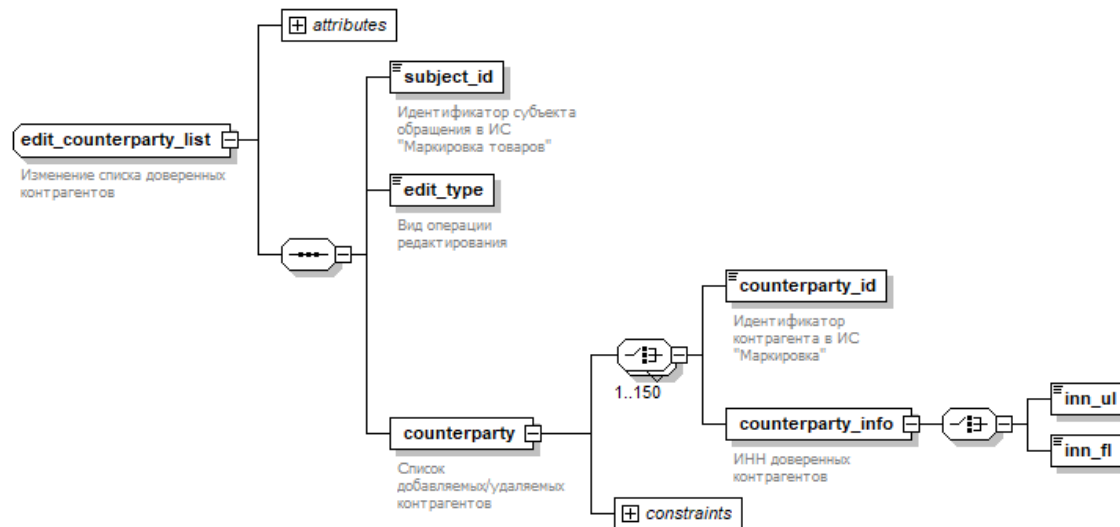 attributes
subject_id
Идентификатор субъекта
обращения в ИС
"Маркировка товаров"
edit_counterparty_list
Изменение списка доверенных
контрагентов
edit_type
Вид операции
редактирования
counterparty_id
Идентификатор
контрагента в ИС
"Маркировка"
1..150
counterparty
Список
добавляемых/удаляемых
контрагентов
counterparty_info
ИНН доверенных
контрагентов
inn_ul
inn_fl
constraints